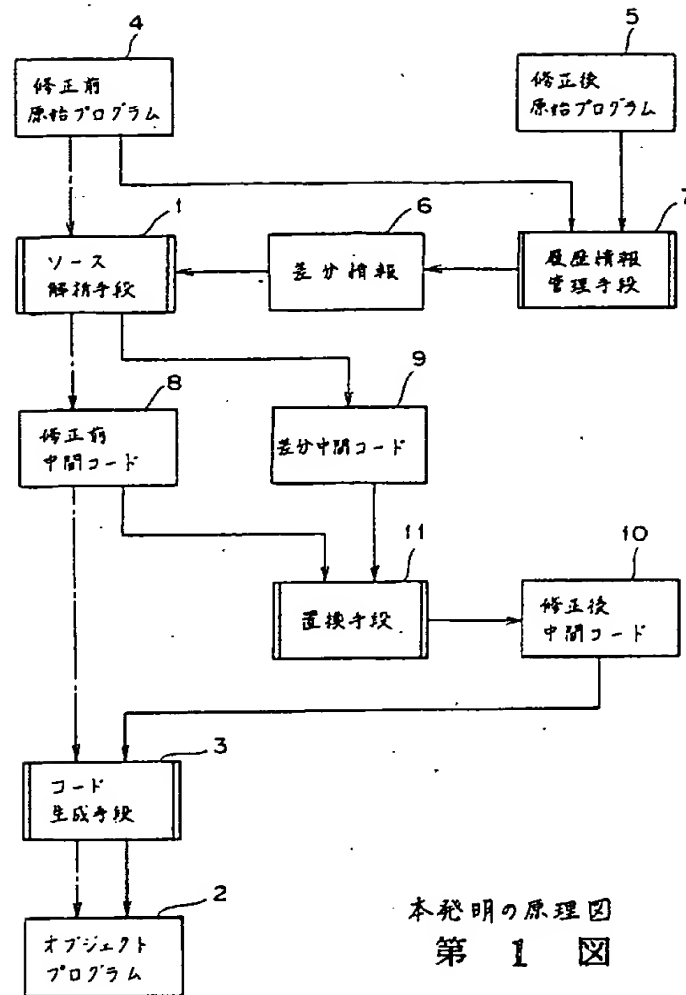 4
修正前
原始プログラム
5
修正後
原始プログラム
1
ソース
解析手段
6
差分情報
7
履歴情報
管理手段
8
修正前
中間コード
9
差分中間コード
11
置換手段
10
修正後
中間コード
3
コード
生成手段
2
オブジェクト
プログラム
本発明の原理図
第 1 図